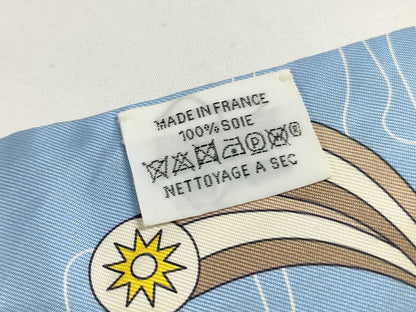 MADE IN FRANCE
100% SOIE
P ®
NETTOYAGE A SEC